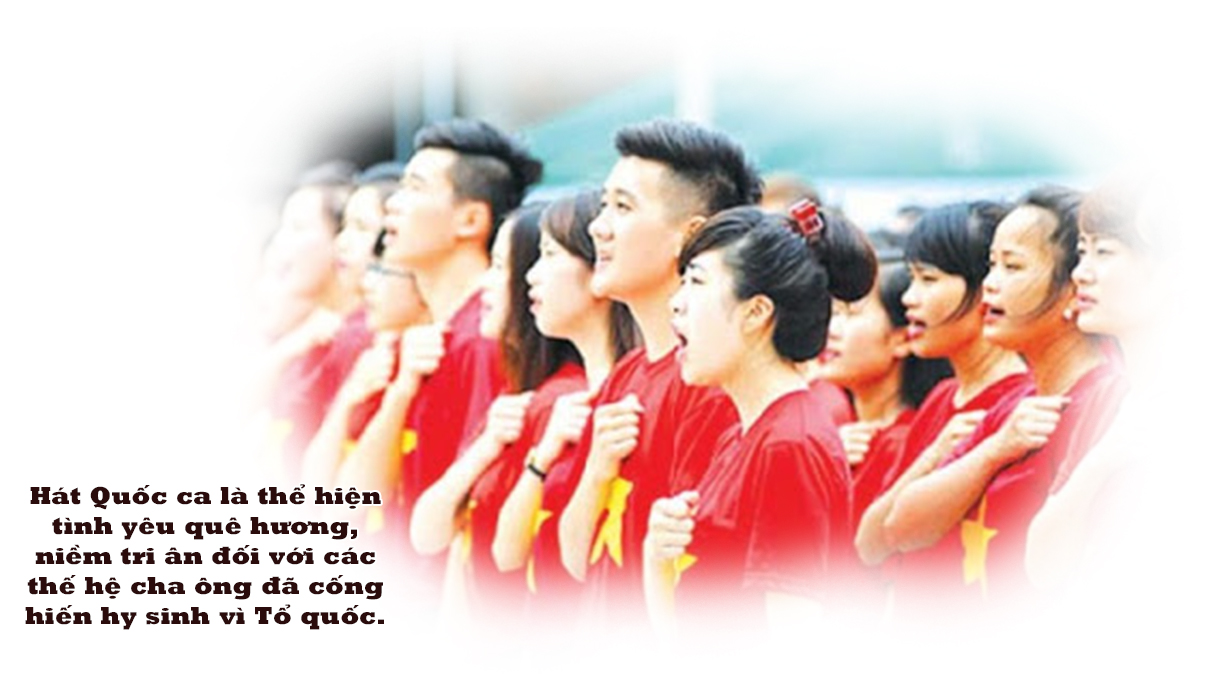 Hát Quốc ca là thể hiện
tình yêu quê hương,
niềm tri ân đối với các
thế hệ cha ông đã cống
hiến hy sinh vì Tổ quốc.